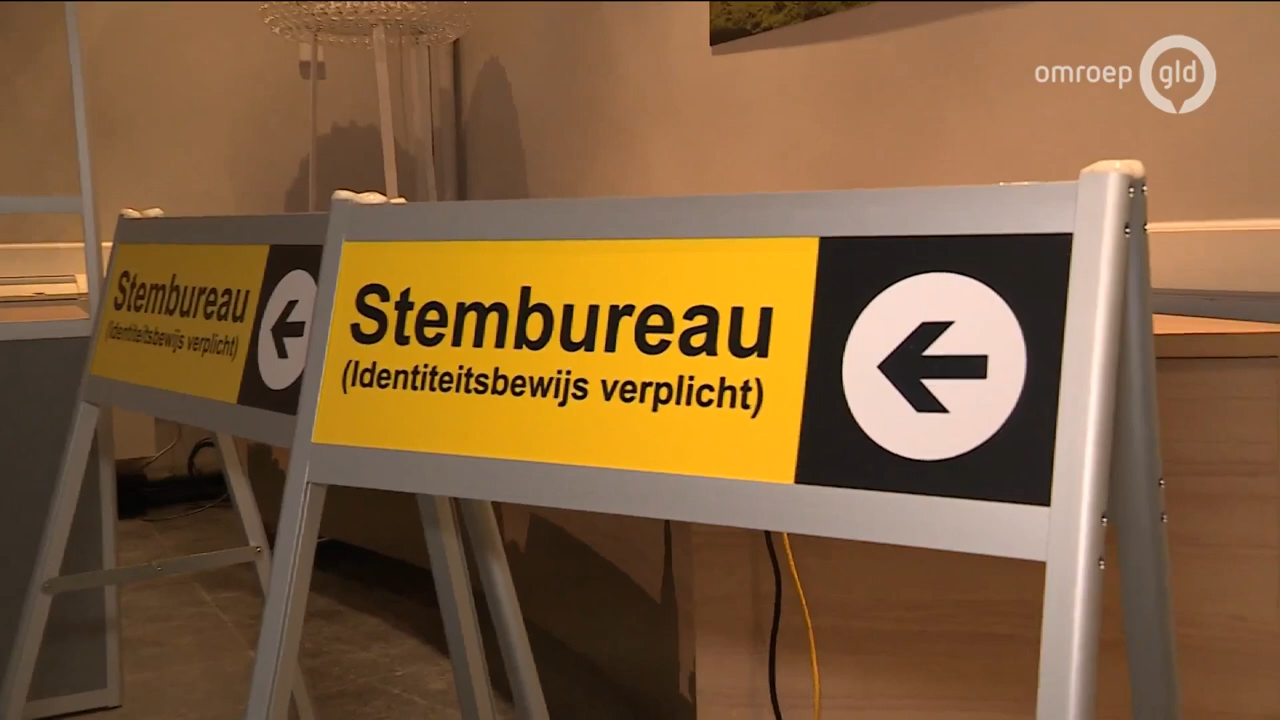 omroep gld
Stembureau
(Identiteitsbewijs verplicht)
Stembureau
(Identiteitsbewijs verplicht)